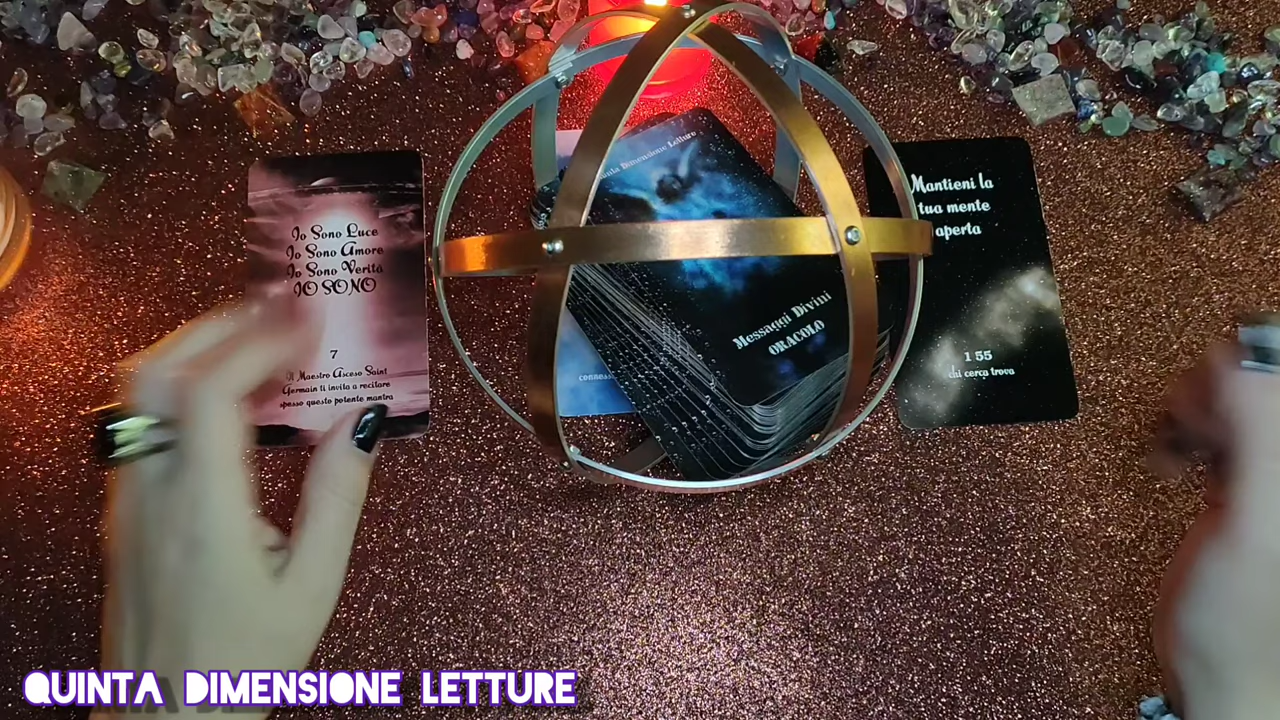 Io Sono Luce
Io Sono Amore
Io Sono Verità
IO SONO
7
Il Maestro Asceso Saint
Germain ti invita a recitare
spesso questo potente mantra
Dimensione Letture
Messaggi Divini
ORACOLO
Mantieni la
tua mente
aperta
1 55
chi cerca trova
QUINTA DIMENSIONE LETTURE